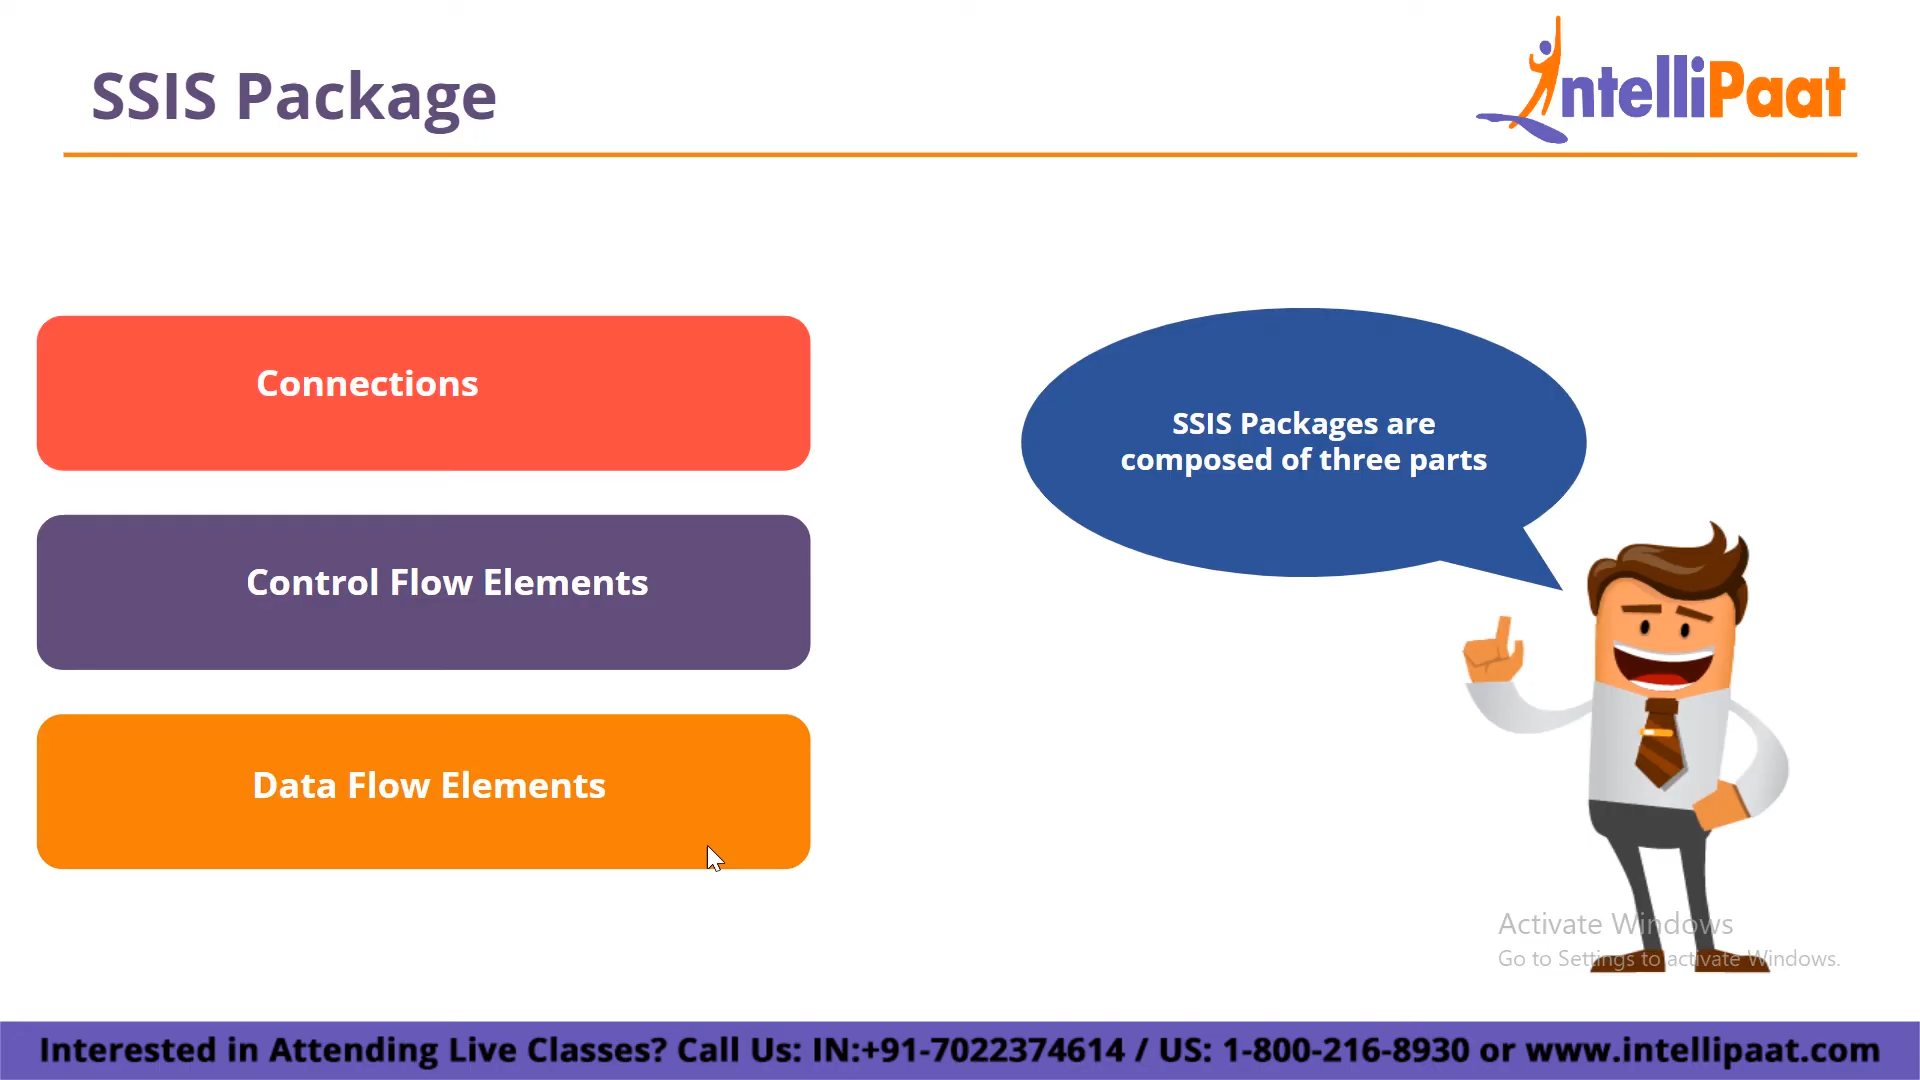 SSIS Package
IntelliPaat
Connections
Control Flow Elements
Data Flow Elements
SSIS Packages are
composed of three parts
Activate Windows
Go to Settings to activate Windows.
Interested in Attending Live Classes? Call Us: IN:+91-7022374614 / US: 1-800-216-8930 or www.intellipaat.com